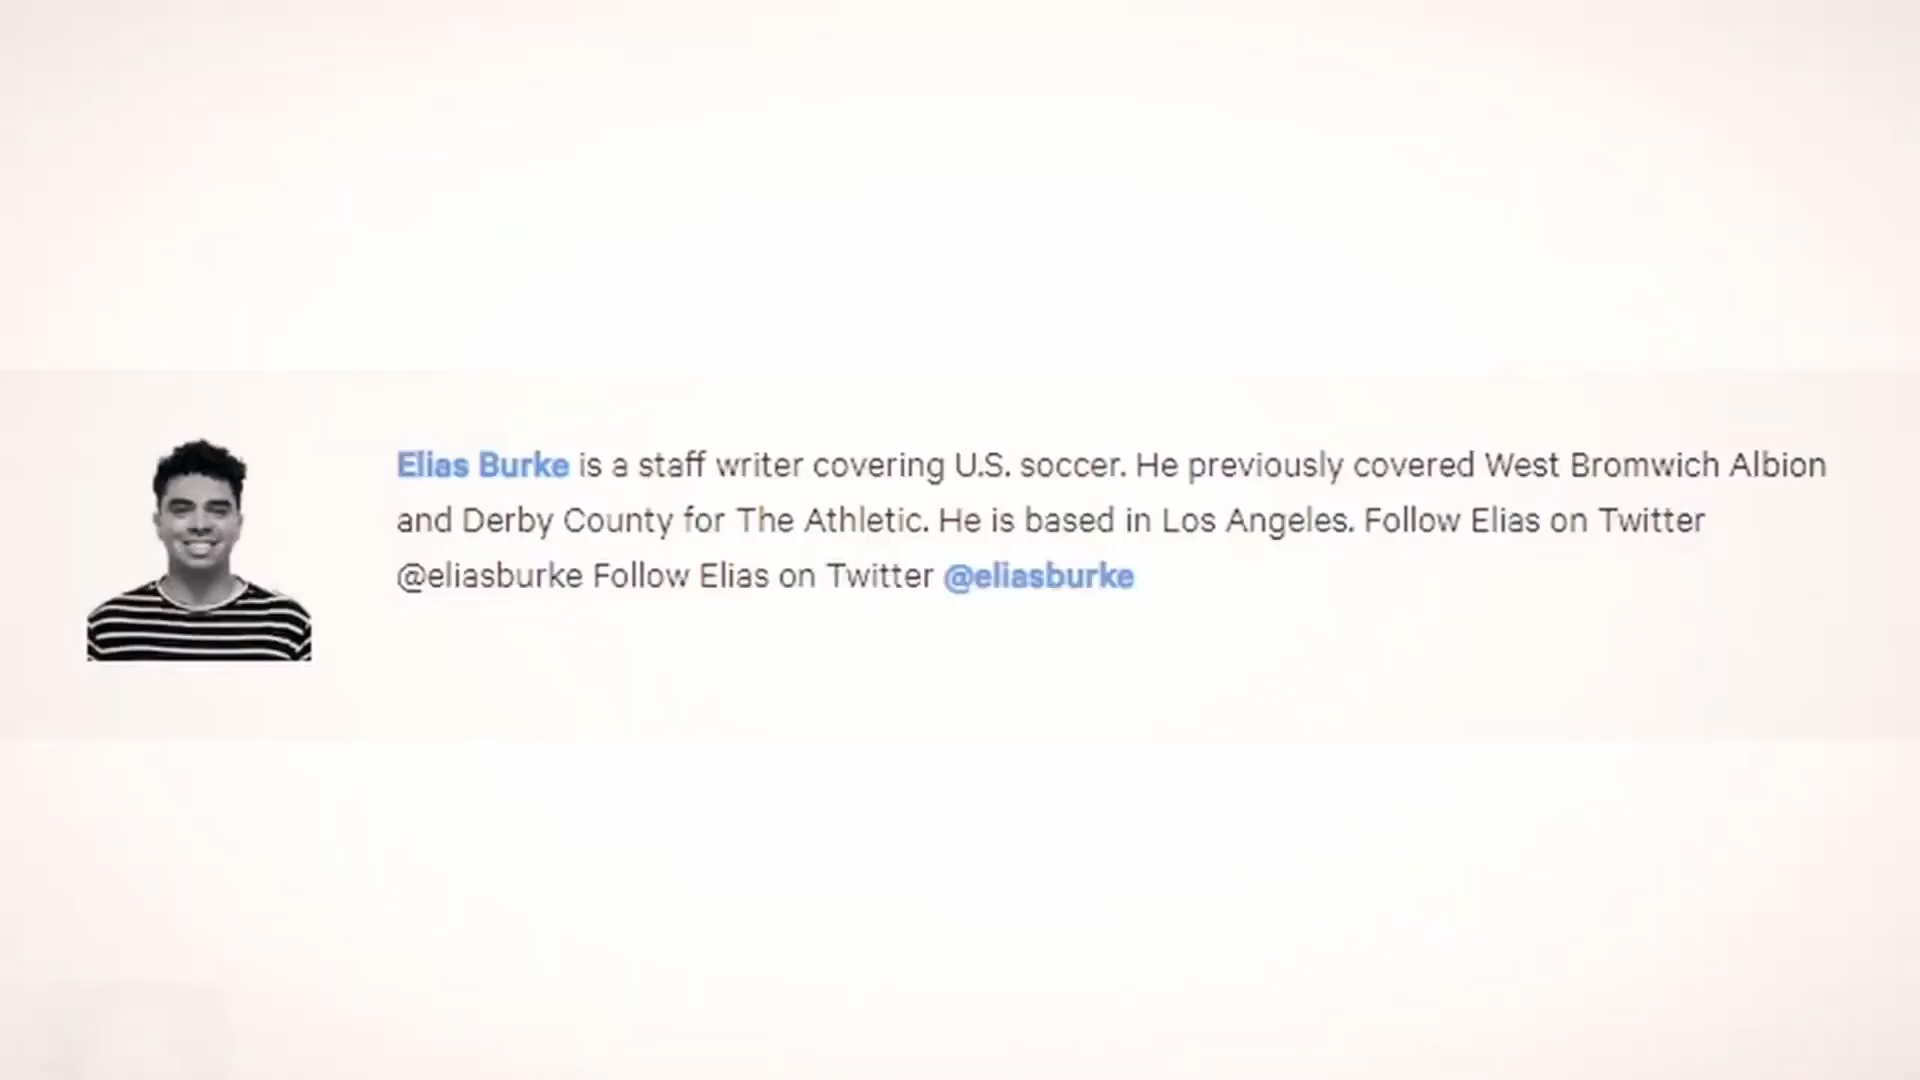 Elias Burke is a staff writer covering U.S. soccer. He previously covered West Bromwich Albion
and Derby County for The Athletic. He is based in Los Angeles. Follow Elias on Twitter
@eliasburke Follow Elias on Twitter @eliasburke